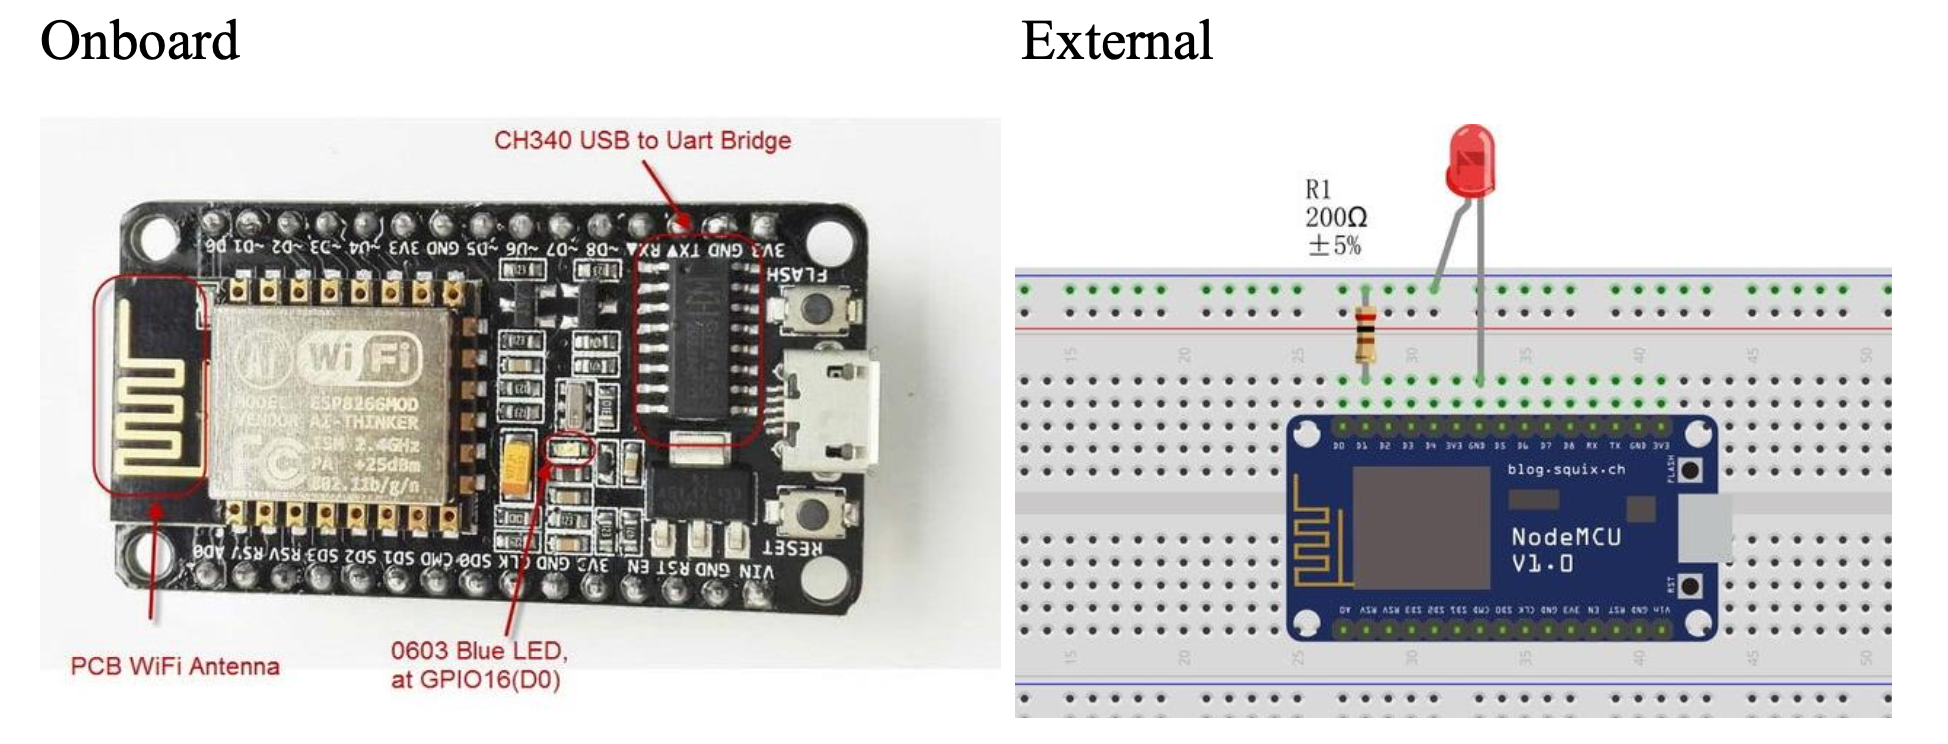 Onboard
External
CH340 USB to Uart Bridge
D0 D1~ D2~ D3~ D4~ 3V3 GND D5~ D6~ D7~ D8~ RX TX GND 3V3
FLASH
Ai WiFi
MODEL ESP8266MOD
VENDOR AI-THINKER
FC
ISM 2.4GHz
PA +25dBm
802.11b/g/n
RESET
AD0 RSV RSV SD3 SD2 SD1 CMD SD0 CLK GND 3V3 EN RST GND VIN
PCB WiFi Antenna
0603 Blue LED,
at GPIO16(D0)
R1
200Ω
±5%
15 20 25 30 35 40 45 50
D0 D1 D2 D3 D4 3V3 GND D5 D6 D7 D8 RX TX GND 3V3
blog.squix.ch
FLASH
NodeMCU
V1.0
RST
A0 RSV RSV SD3 SD2 SD1 CMD SD0 CLK GND 3V3 EN RST GND Vin
15 20 25 30 35 40 45 50